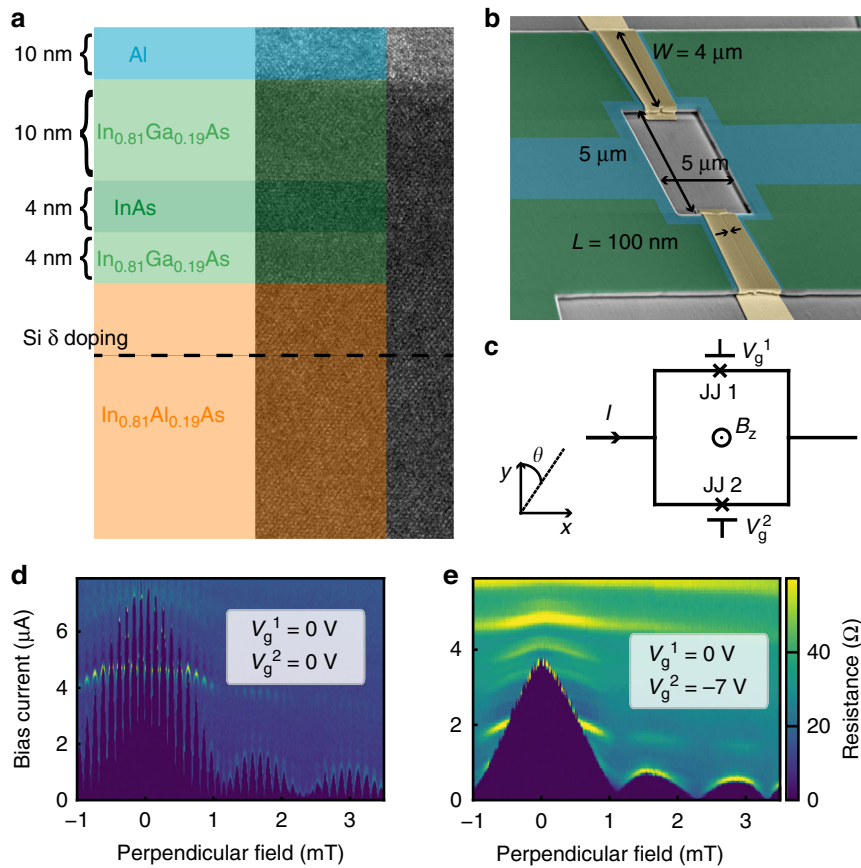 a
10 nm
Al
10 nm
In0.81Ga0.19As
4 nm
InAs
4 nm
In0.81Ga0.19As
Si δ doping
In0.81Al0.19As
b
W = 4 μm
5 μm
5 μm
L = 100 nm
c
Vg1
JJ 1
I
Bz
θ
y
x
JJ 2
Vg2
d
Bias current (μA)
6
4
2
0
Vg1 = 0 V
Vg2 = 0 V
−1
0
1
2
3
Perpendicular field (mT)
e
4
2
0
Vg1 = 0 V
Vg2 = −7 V
−1
0
1
2
3
Perpendicular field (mT)
40
20
0
Resistance (Ω)